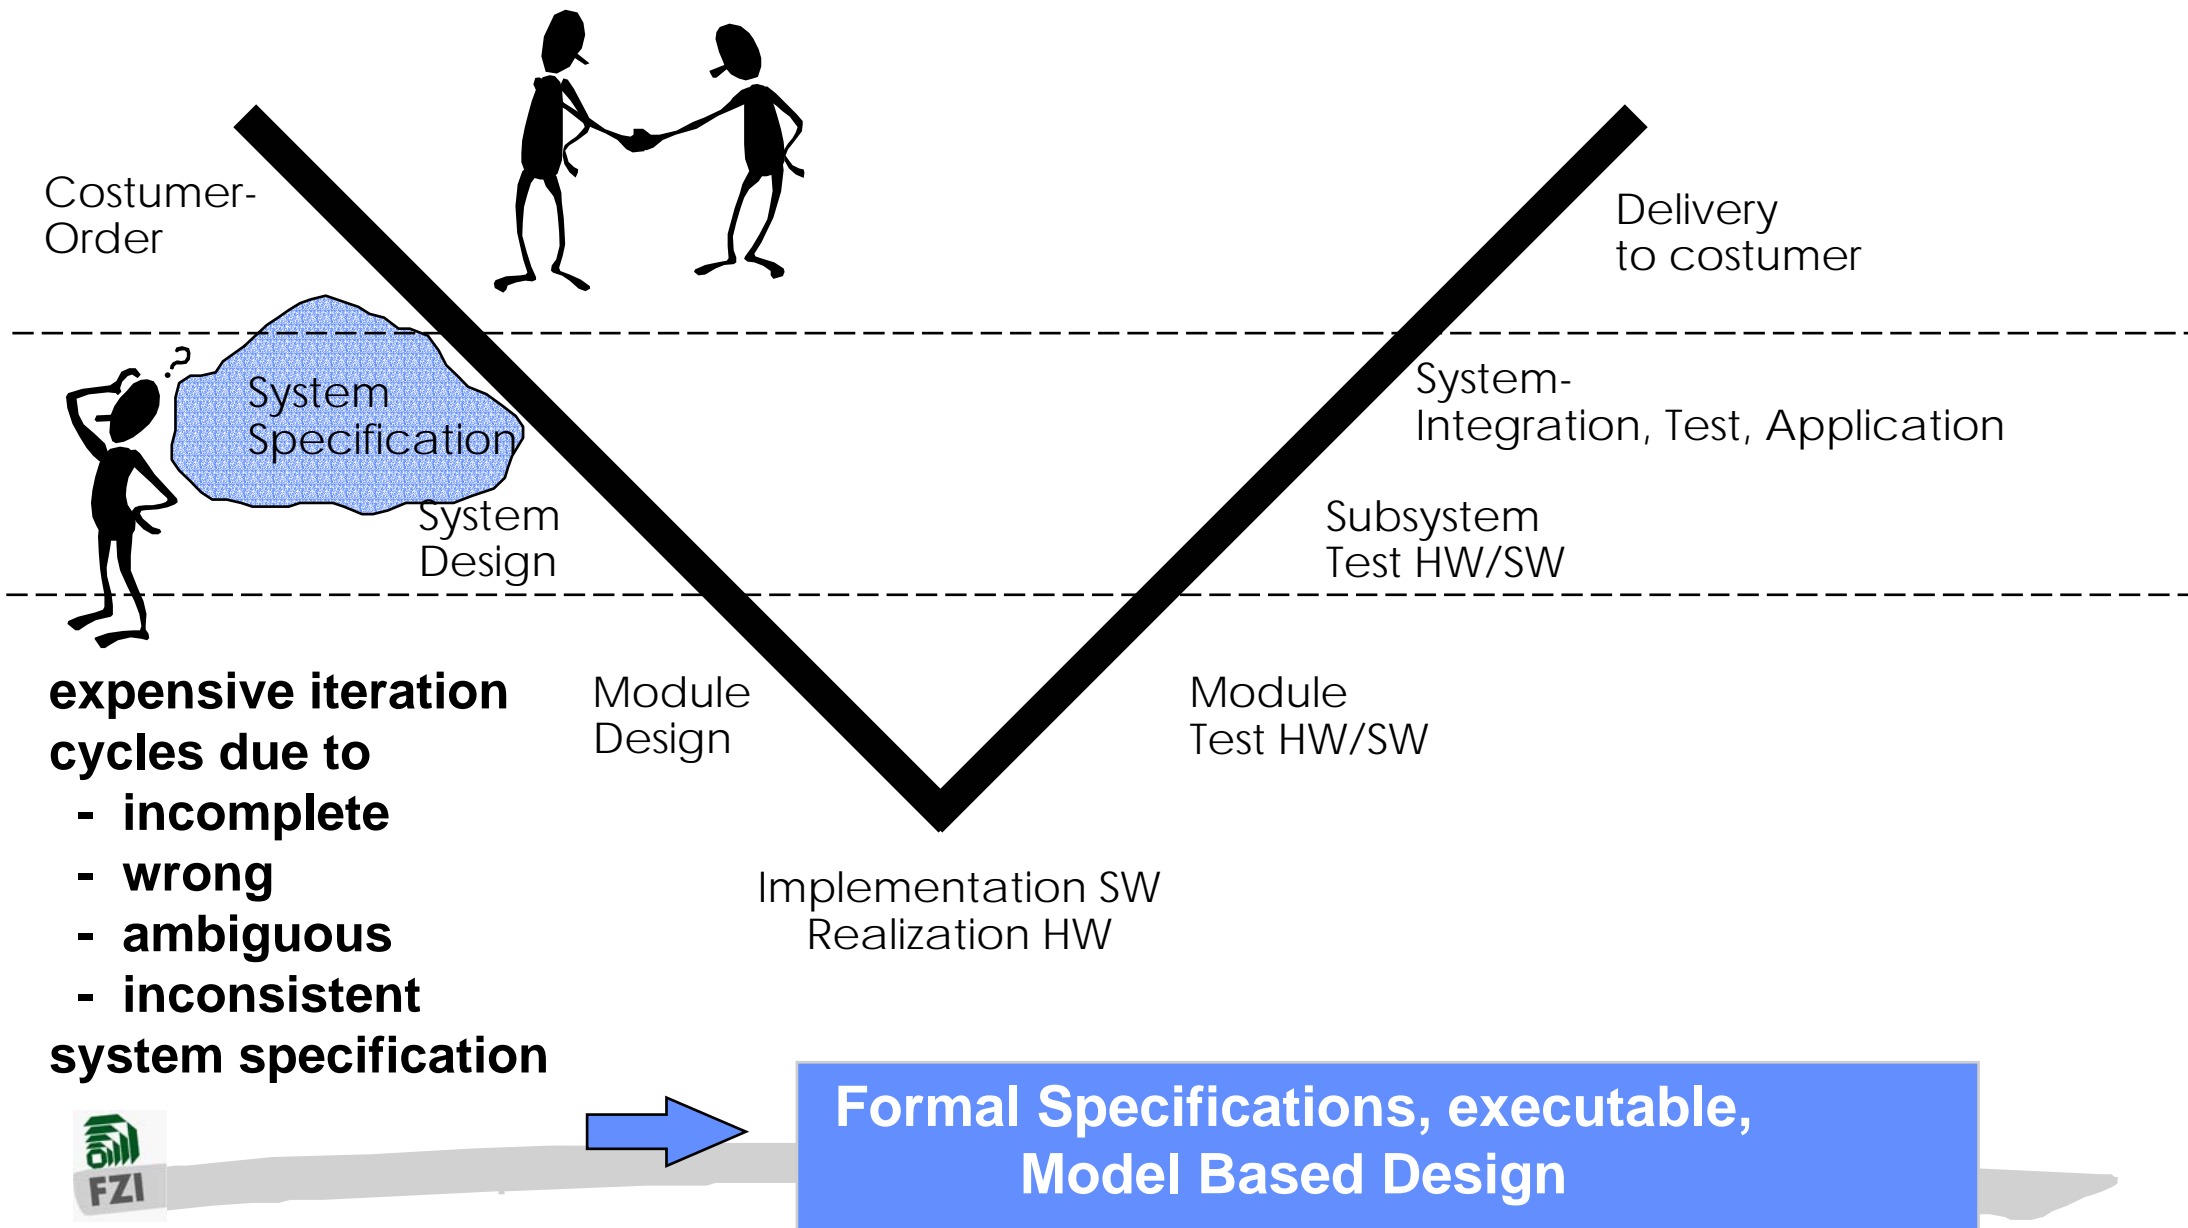 Costumer-
Order
Delivery
to costumer
?
System
Specification
System-
Integration, Test, Application
System
Design
Subsystem
Test HW/SW
expensive iteration
cycles due to
- incomplete
- wrong
- ambiguous
- inconsistent
system specification
Module
Design
Module
Test HW/SW
Implementation SW
Realization HW
Formal Specifications, executable,
Model Based Design
FZI